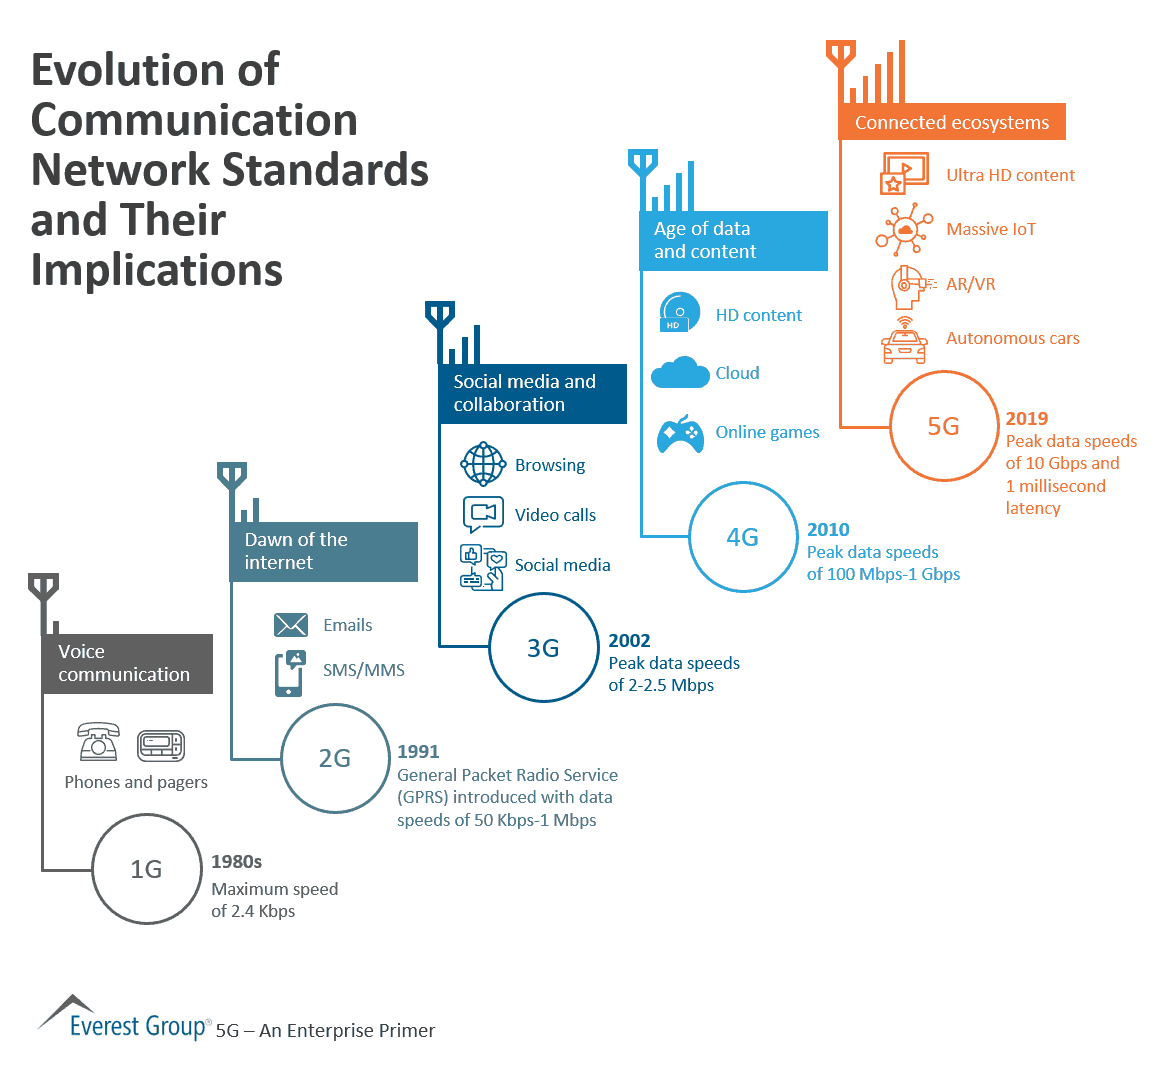 Evolution of
Communication
Network Standards
and Their
Implications
Voice
communication
Phones and pagers
1G
1980s
Maximum speed
of 2.4 Kbps
Dawn of the
internet
Emails
SMS/MMS
2G
1991
General Packet Radio Service
(GPRS) introduced with data
speeds of 50 Kbps-1 Mbps
Social media and
collaboration
Browsing
Video calls
Social media
3G
2002
Peak data speeds
of 2-2.5 Mbps
Age of data
and content
HD
HD content
Cloud
Online games
4G
2010
Peak data speeds
of 100 Mbps-1 Gbps
Connected ecosystems
Ultra HD content
Massive IoT
AR/VR
Autonomous cars
5G
2019
Peak data speeds
of 10 Gbps and
1 millisecond
latency
Everest Group® 5G – An Enterprise Primer